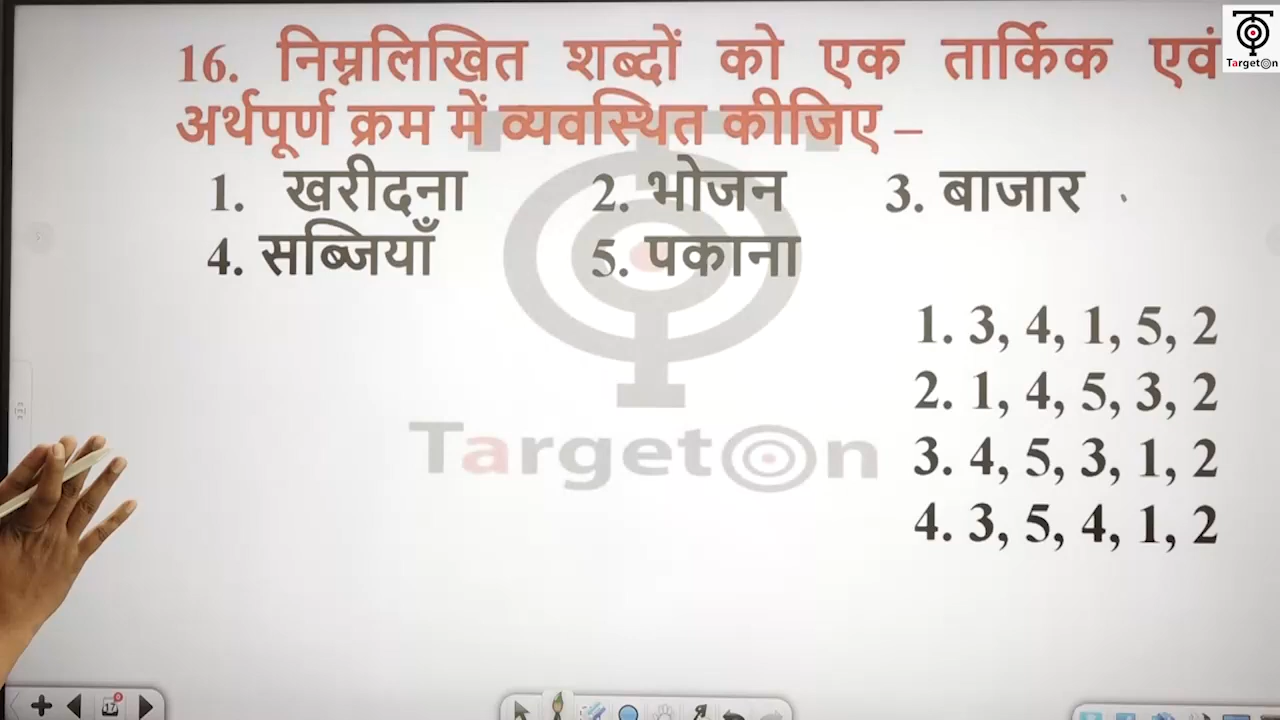 16. निम्नलिखित शब्दों को एक तार्किक एवं
अर्थपूर्ण क्रम में व्यवस्थित कीजिए –
1. खरीदना 2. भोजन 3. बाजार
4. सब्जियाँ 5. पकाना
1. 3, 4, 1, 5, 2
2. 1, 4, 5, 3, 2
3. 4, 5, 3, 1, 2
4. 3, 5, 4, 1, 2
TargetOn
TargetOn
17